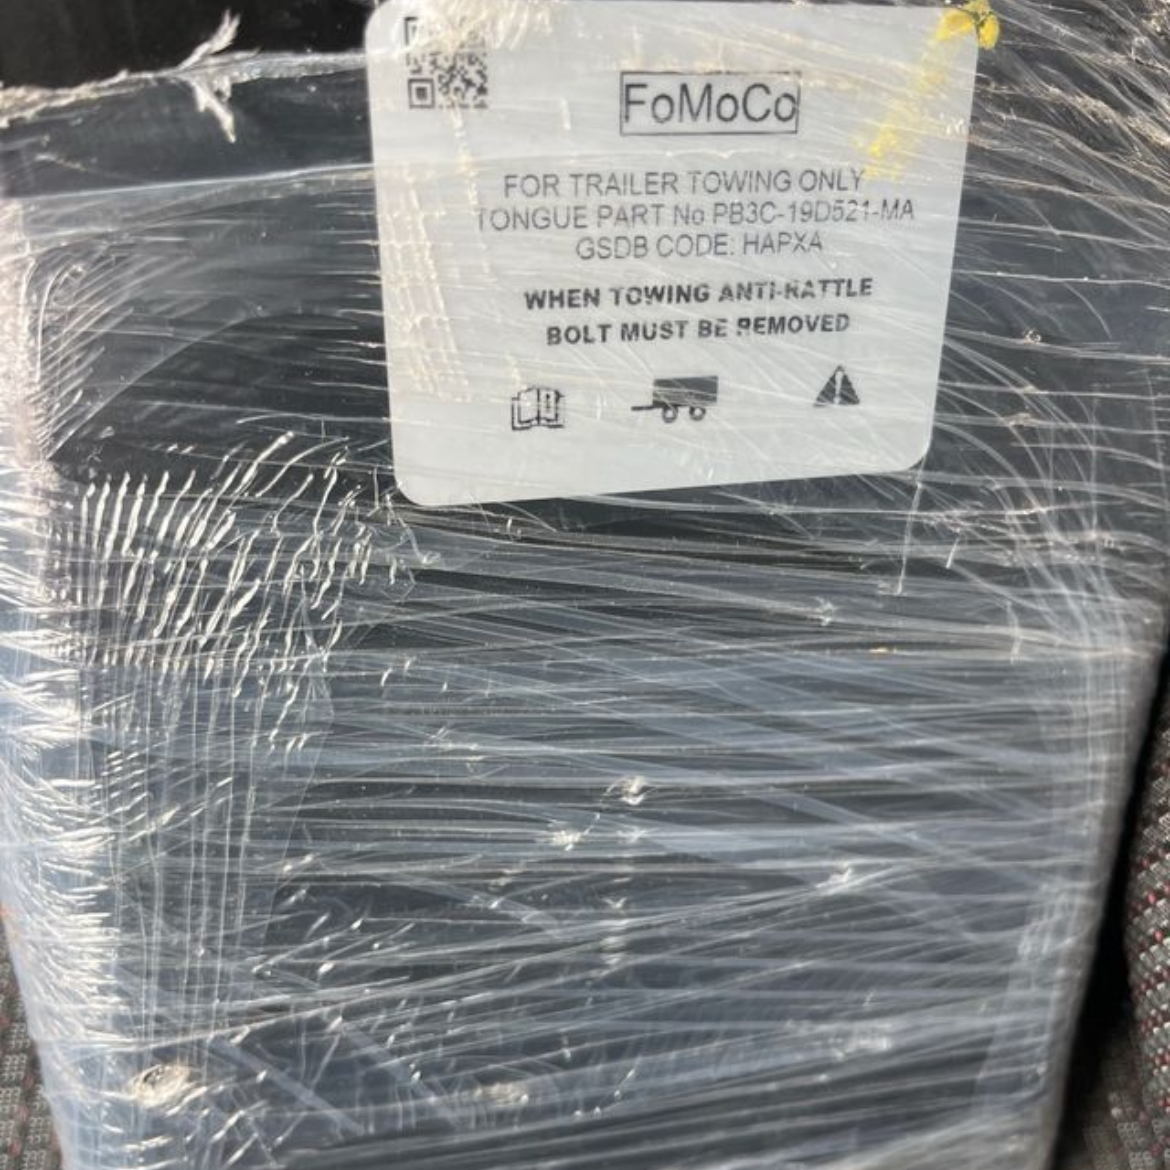 FoMoCo
FOR TRAILER TOWING ONLY
TONGUE PART No PB3C-19D521-MA
GSDB CODE: HAPXA
WHEN TOWING ANTI-RATTLE
BOLT MUST BE REMOVED